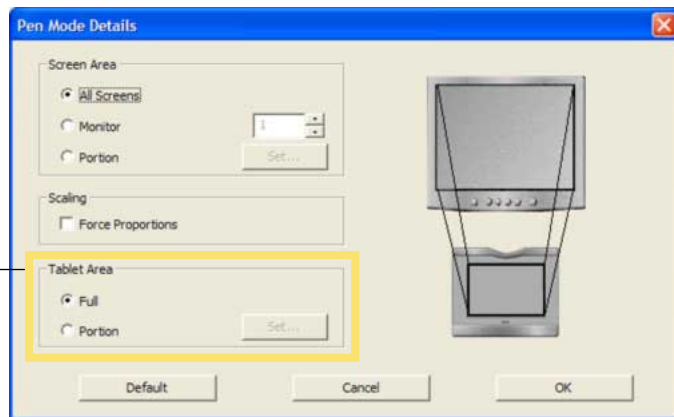 Pen Mode Details
Screen Area
All Screens
Monitor
1
Portion
Set...
Scaling
Force Proportions
Tablet Area
Full
Portion
Set...
Default
Cancel
OK